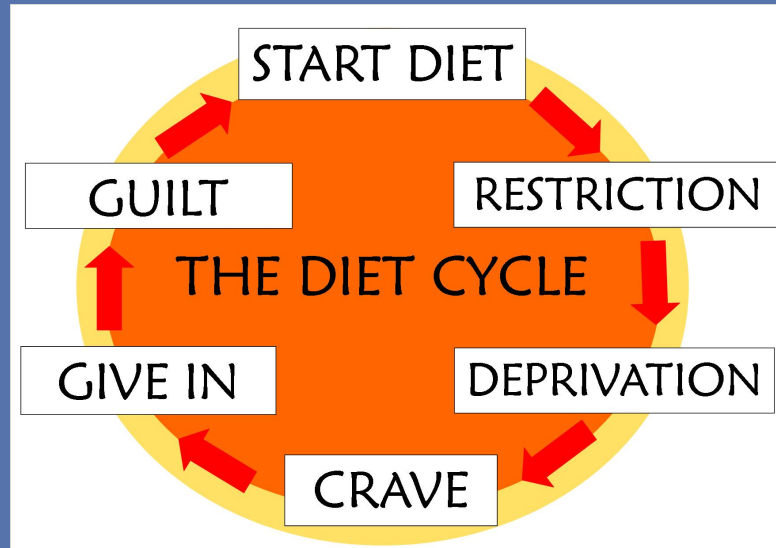 START DIET
RESTRICTION
DEPRIVATION
CRAVE
GIVE IN
GUILT
THE DIET CYCLE